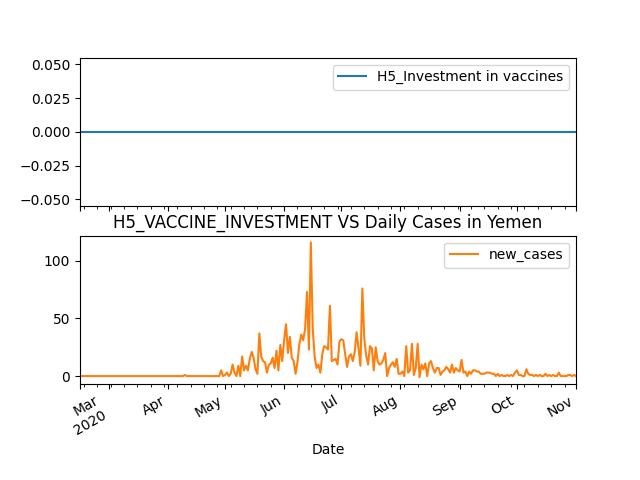 0.050
H5_Investment in vaccines
0.025
0.000
−0.025
−0.050
H5_VACCINE_INVESTMENT VS Daily Cases in Yemen
new_cases
100
50
0
Mar
2020
Apr
May
Jun
Jul
Aug
Sep
Oct
Nov
Date